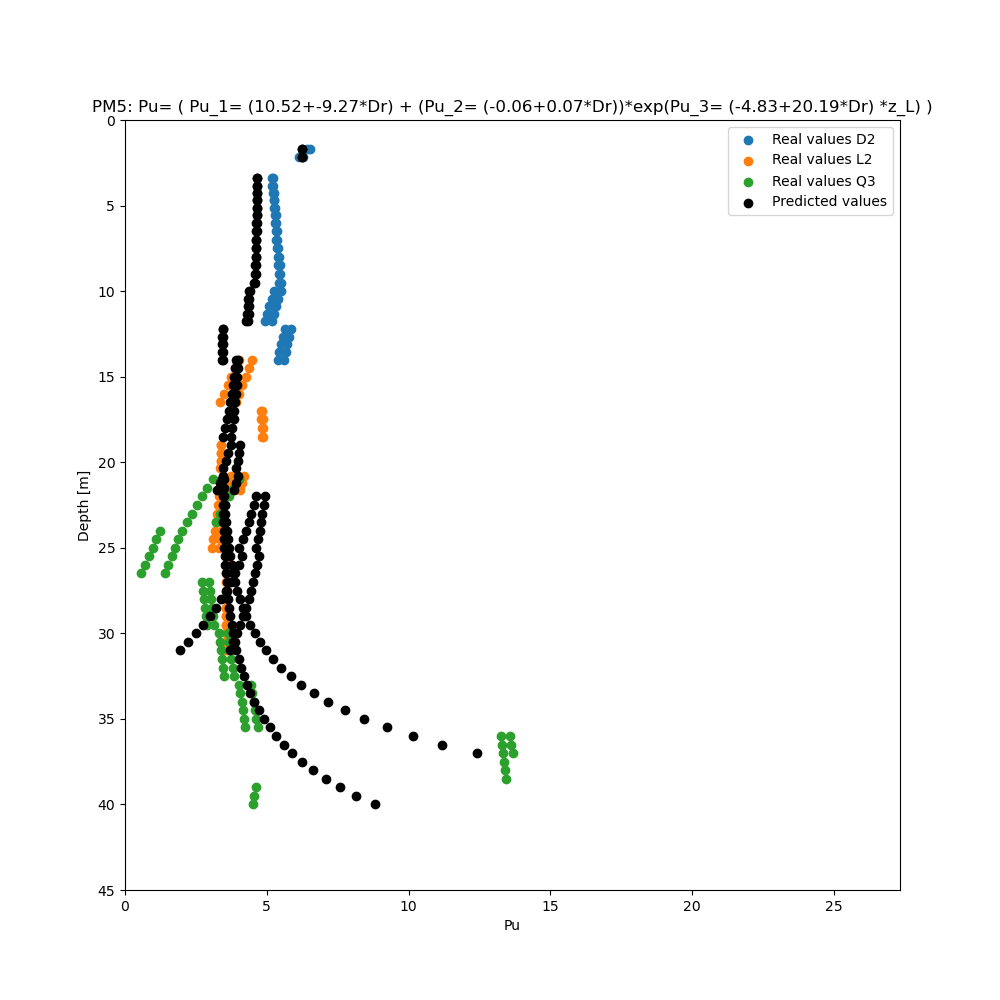 PM5: Pu= ( Pu_1= (10.52+-9.27*Dr) + (Pu_2= (-0.06+0.07*Dr))*exp(Pu_3= (-4.83+20.19*Dr) *z_L) )
Real values D2
Real values L2
Real values Q3
Predicted values
0
5
10
15
20
25
30
35
40
45
Depth [m]
0 5 10 15 20 25
Pu